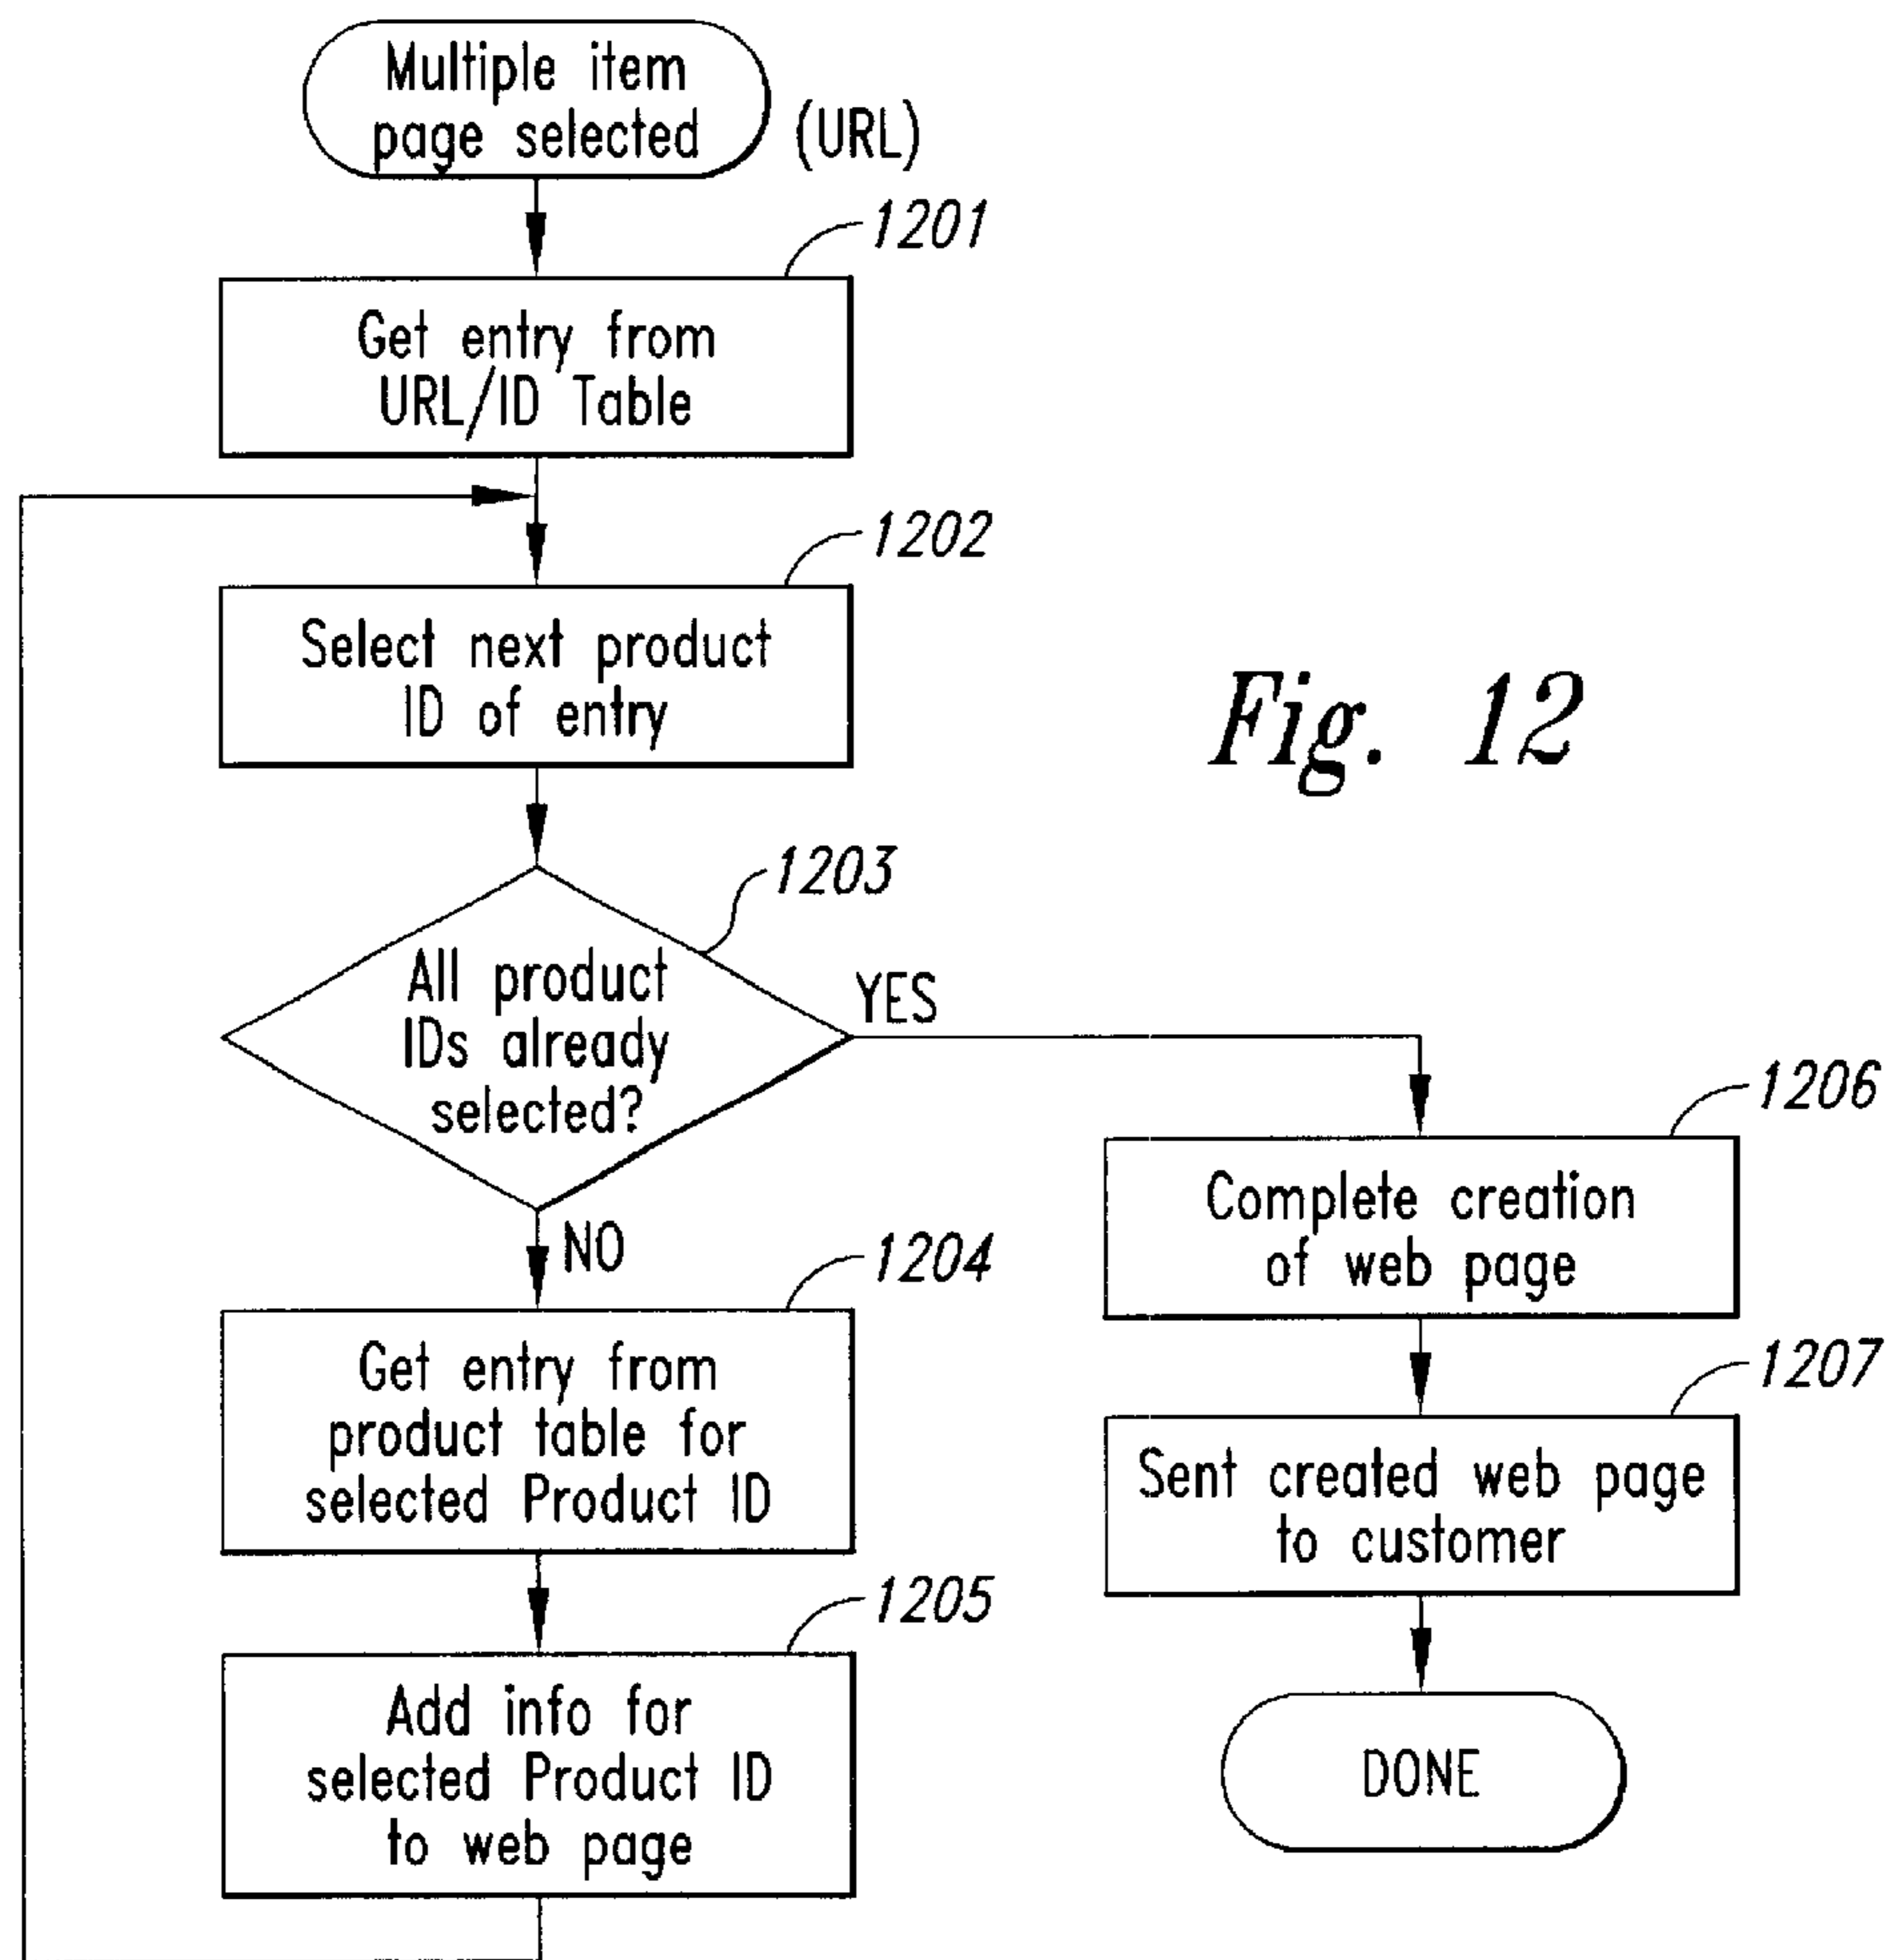 Multiple item
page selected
(URL)
1201
Get entry from
URL/ID Table
1202
Select next product
ID of entry
Fig. 12
1203
All product
IDs already
selected?
YES
NO
1204
Get entry from
product table for
selected Product ID
1205
Add info for
selected Product ID
to web page
1206
Complete creation
of web page
1207
Sent created web page
to customer
DONE